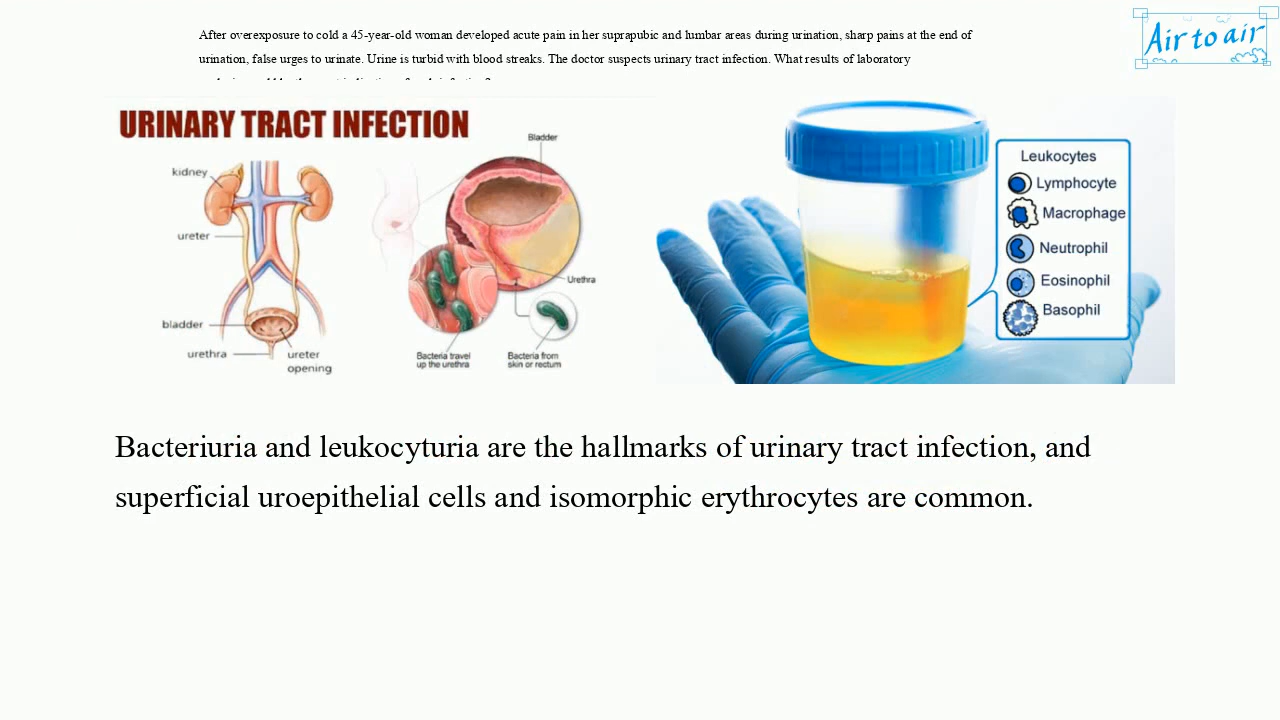 After overexposure to cold a 45-year-old woman developed acute pain in her suprapubic and lumbar areas during urination, sharp pains at the end of
urination, false urges to urinate. Urine is turbid with blood streaks. The doctor suspects urinary tract infection. What results of laboratory
Air to air
URINARY TRACT INFECTION
kidney
ureter
bladder
urethra
ureter
opening
Bladder
Urethra
Bacteria travel
up the urethra
Bacteria from
skin or rectum
Leukocytes
Lymphocyte
Macrophage
Neutrophil
Eosinophil
Basophil
Bacteriuria and leukocyturia are the hallmarks of urinary tract infection, and
superficial uroepithelial cells and isomorphic erythrocytes are common.